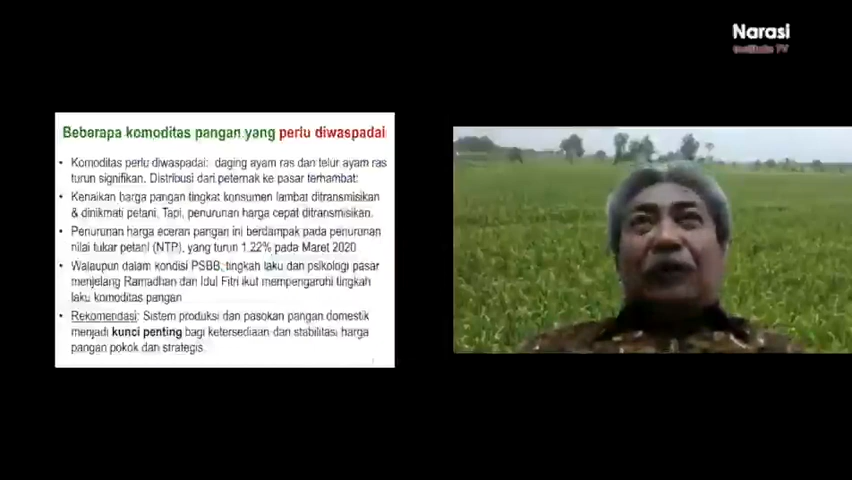 Narasi
Institute TV
Beberapa komoditas pangan yang perlu diwaspadai
• Komoditas perlu diwaspadai: daging ayam ras dan telur ayam ras
turun signifikan. Distribusi dari peternak ke pasar terhambat:
• Kenaikan harga pangan tingkat konsumen lambat ditransmisikan
& dinikmati petani. Tapi, penurunan harga cepat ditransmisikan.
• Penurunan harga eceran pangan ini berdampak pada penurunan
nilai tukar petani (NTP), yang turun 1.22% pada Maret 2020
• Walaupun dalam kondisi PSBB, tingkah laku dan psikologi pasar
menjelang Ramadhan dan Idul Fitri ikut mempengaruhi tingkah
laku komoditas pangan
• Rekomendasi: Sistem produksi dan pasokan pangan domestik
menjadi kunci penting bagi ketersediaan dan stabilitas harga
pangan pokok dan strategis